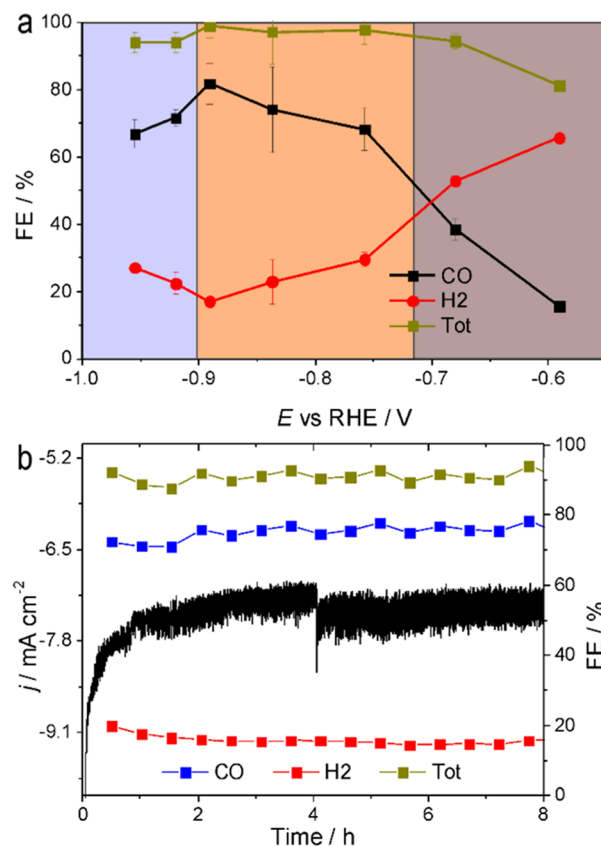 a
100
80
60
40
20
0
FE / %
CO
H2
Tot
-1.0 -0.9 -0.8 -0.7 -0.6
E vs RHE / V
b
-5.2
-6.5
-7.8
-9.1
j / mA cm⁻²
100
80
60
40
20
0
FE / %
CO H2 Tot
0 2 4 6 8
Time / h